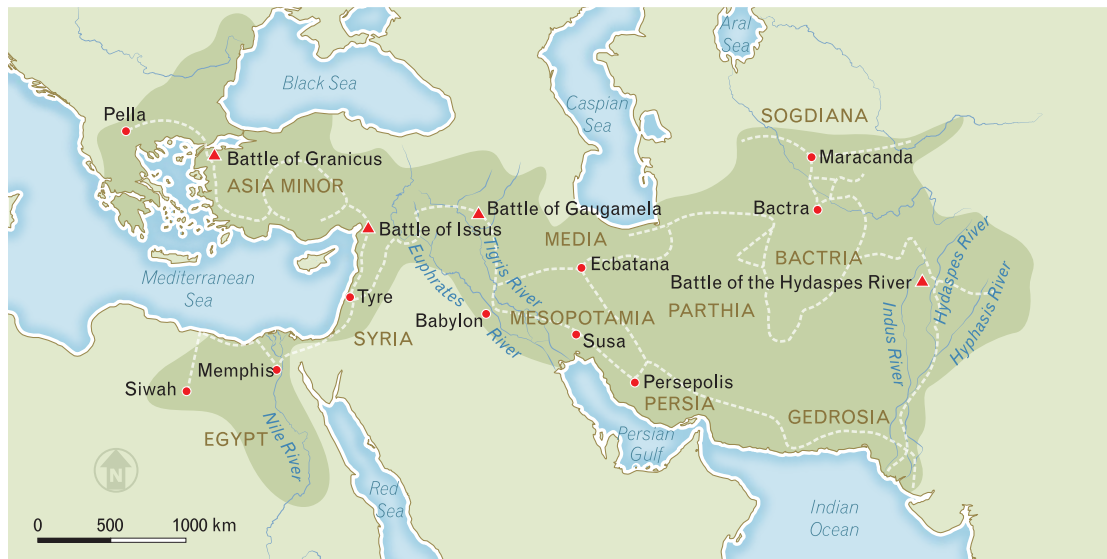 Black Sea
Aral
Sea
Caspian
Sea
Pella
SOGDIANA
Battle of Granicus
Maracanda
ASIA MINOR
Battle of Gaugamela
Bactra
Battle of Issus
MEDIA
BACTRIA
Ecbatana
Mediterranean
Sea
Euphrates
River
Tigris River
Battle of the Hydaspes River
Hydaspes River
Hyphasis River
Indus River
Tyre
Babylon
MESOPOTAMIA
PARTHIA
SYRIA
Susa
Memphis
Siwah
Persepolis
PERSIA
GEDROSIA
EGYPT
Nile River
Persian
Gulf
N
Red
Sea
Indian
Ocean
0 500 1000 km